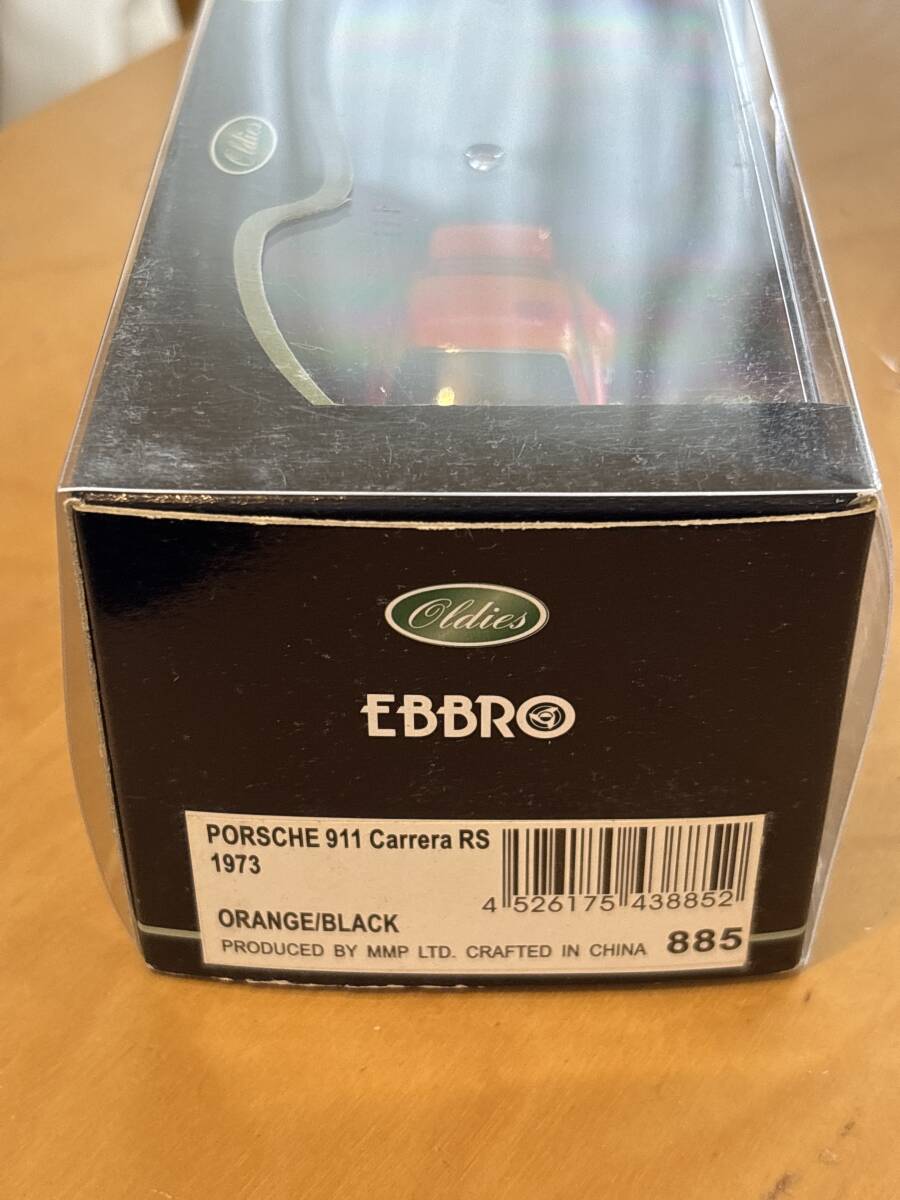 Oldies
Oldies
EBBRO
PORSCHE 911 Carrera RS
1973
4 526175 438852
ORANGE/BLACK
885
PRODUCED BY MMP LTD. CRAFTED IN CHINA